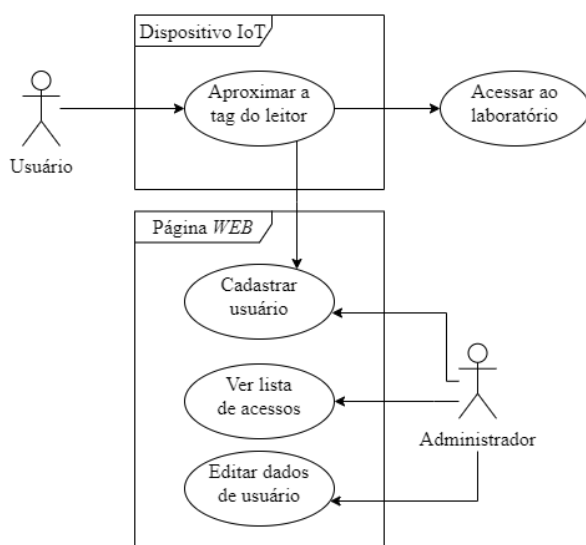 Dispositivo IoT
Aproximar a
tag do leitor
Acessar ao
laboratório
Usuário
Página WEB
Cadastrar
usuário
Ver lista
de acessos
Administrador
Editar dados
de usuário